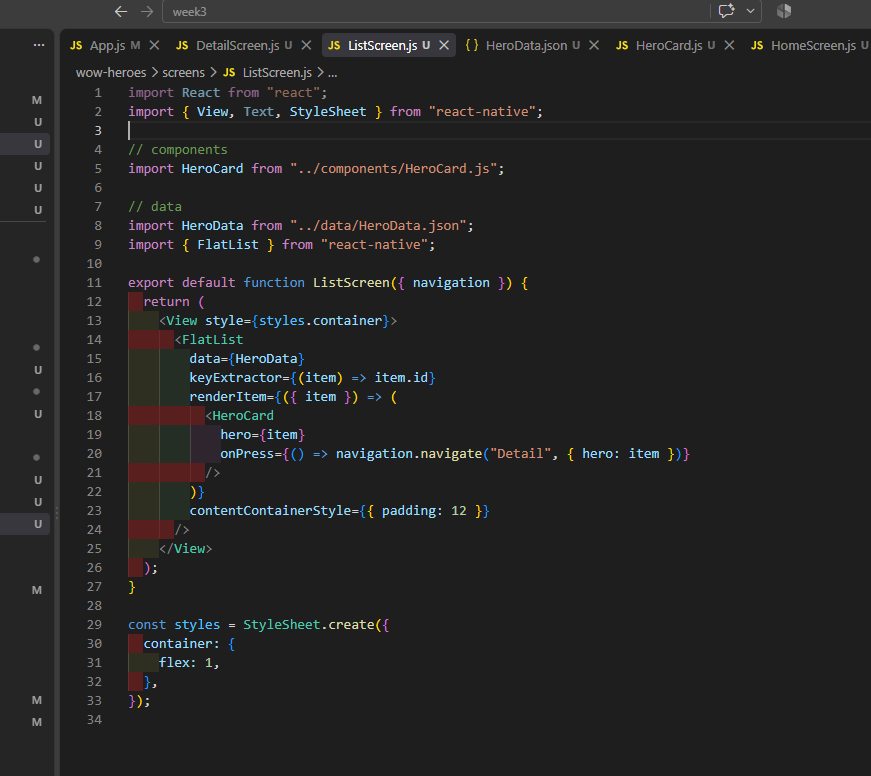 week3
... JS App.js M JS DetailScreen.js U JS ListScreen.js U {} HeroData.json U JS HeroCard.js U JS HomeScreen.js U
wow-heroes > screens > JS ListScreen.js > ...
M
U
U
U
U
U
U
U
U
U
U
M
M
M
1 import React from "react";
2 import { View, Text, StyleSheet } from "react-native";
3
4 // components
5 import HeroCard from "../components/HeroCard.js";
6
7 // data
8 import HeroData from "../data/HeroData.json";
9 import { FlatList } from "react-native";
10
11 export default function ListScreen({ navigation }) {
12 return (
13 <View style={styles.container}>
14 <FlatList
15 data={HeroData}
16 keyExtractor={(item) => item.id}
17 renderItem={({ item }) => (
18 <HeroCard
19 hero={item}
20 onPress={() => navigation.navigate("Detail", { hero: item })}
21 />
22 )}
23 contentContainerStyle={{ padding: 12 }}
24 />
25 </View>
26 );
27 }
28
29 const styles = StyleSheet.create({
30 container: {
31 flex: 1,
32 },
33 });
34